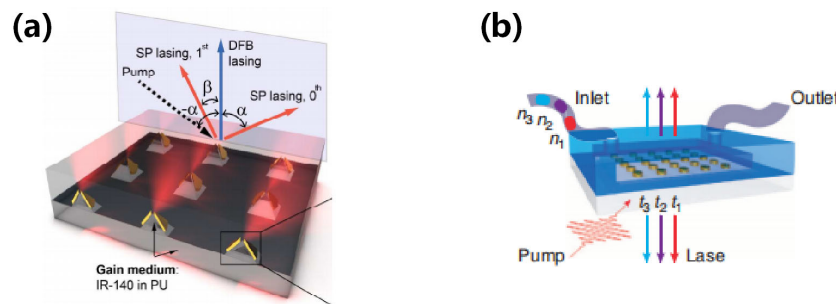 (a)
DFB
lasing
SP lasing, 1st
Pump
β
-α
α
SP lasing, 0th
Gain medium:
IR-140 in PU
(b)
Inlet
Outlet
n3
n2
n1
t3 t2 t1
Pump
Lase